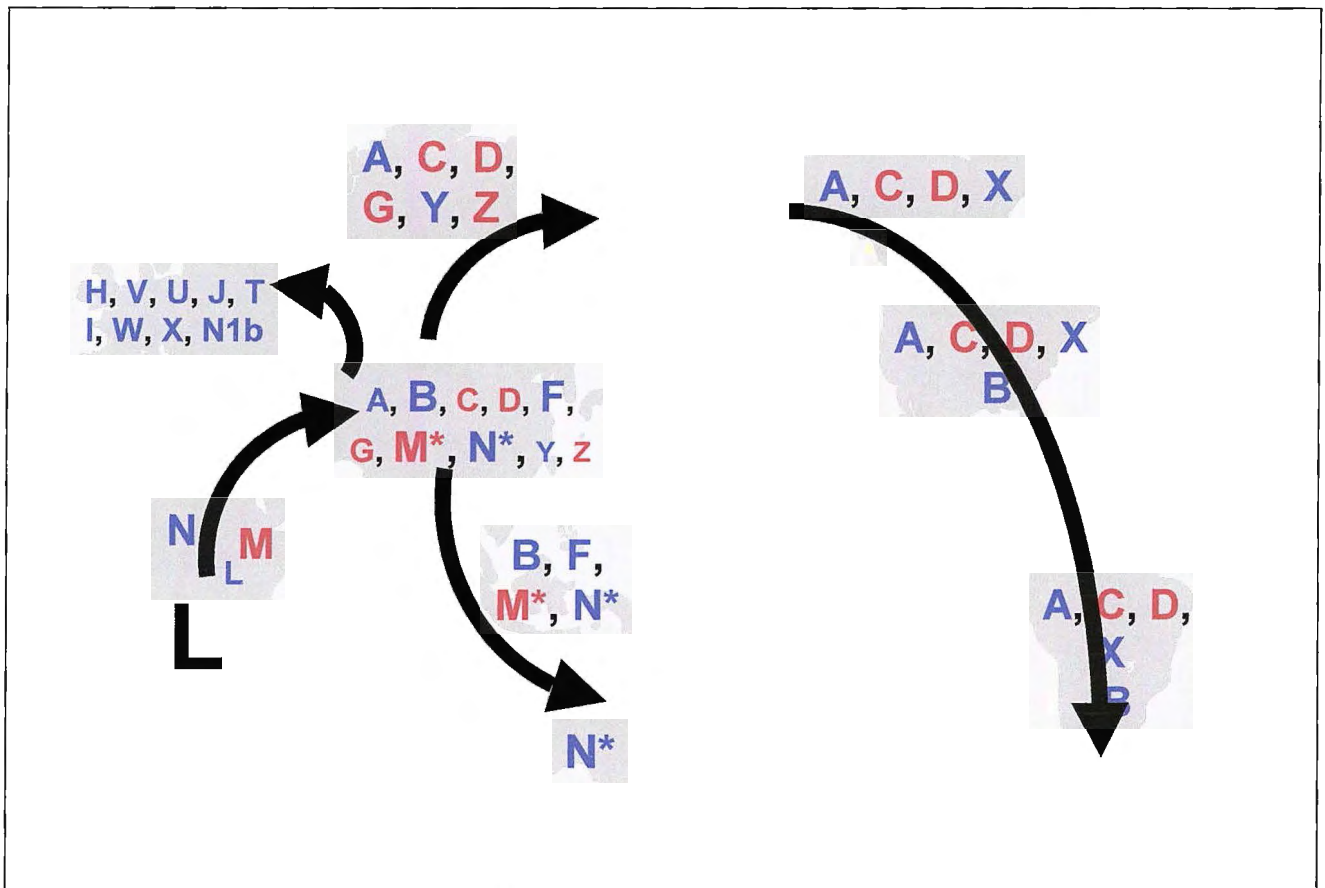 A, C, D,
G, Y, Z
A, C, D, X
H, V, U, J, T
I, W, X, N1b
A, C, D, X
B
A, B, C, D, F,
G, M*, N*, Y, Z
N
M
L
L
B, F,
M*, N*
A, C, D,
X
B
N*